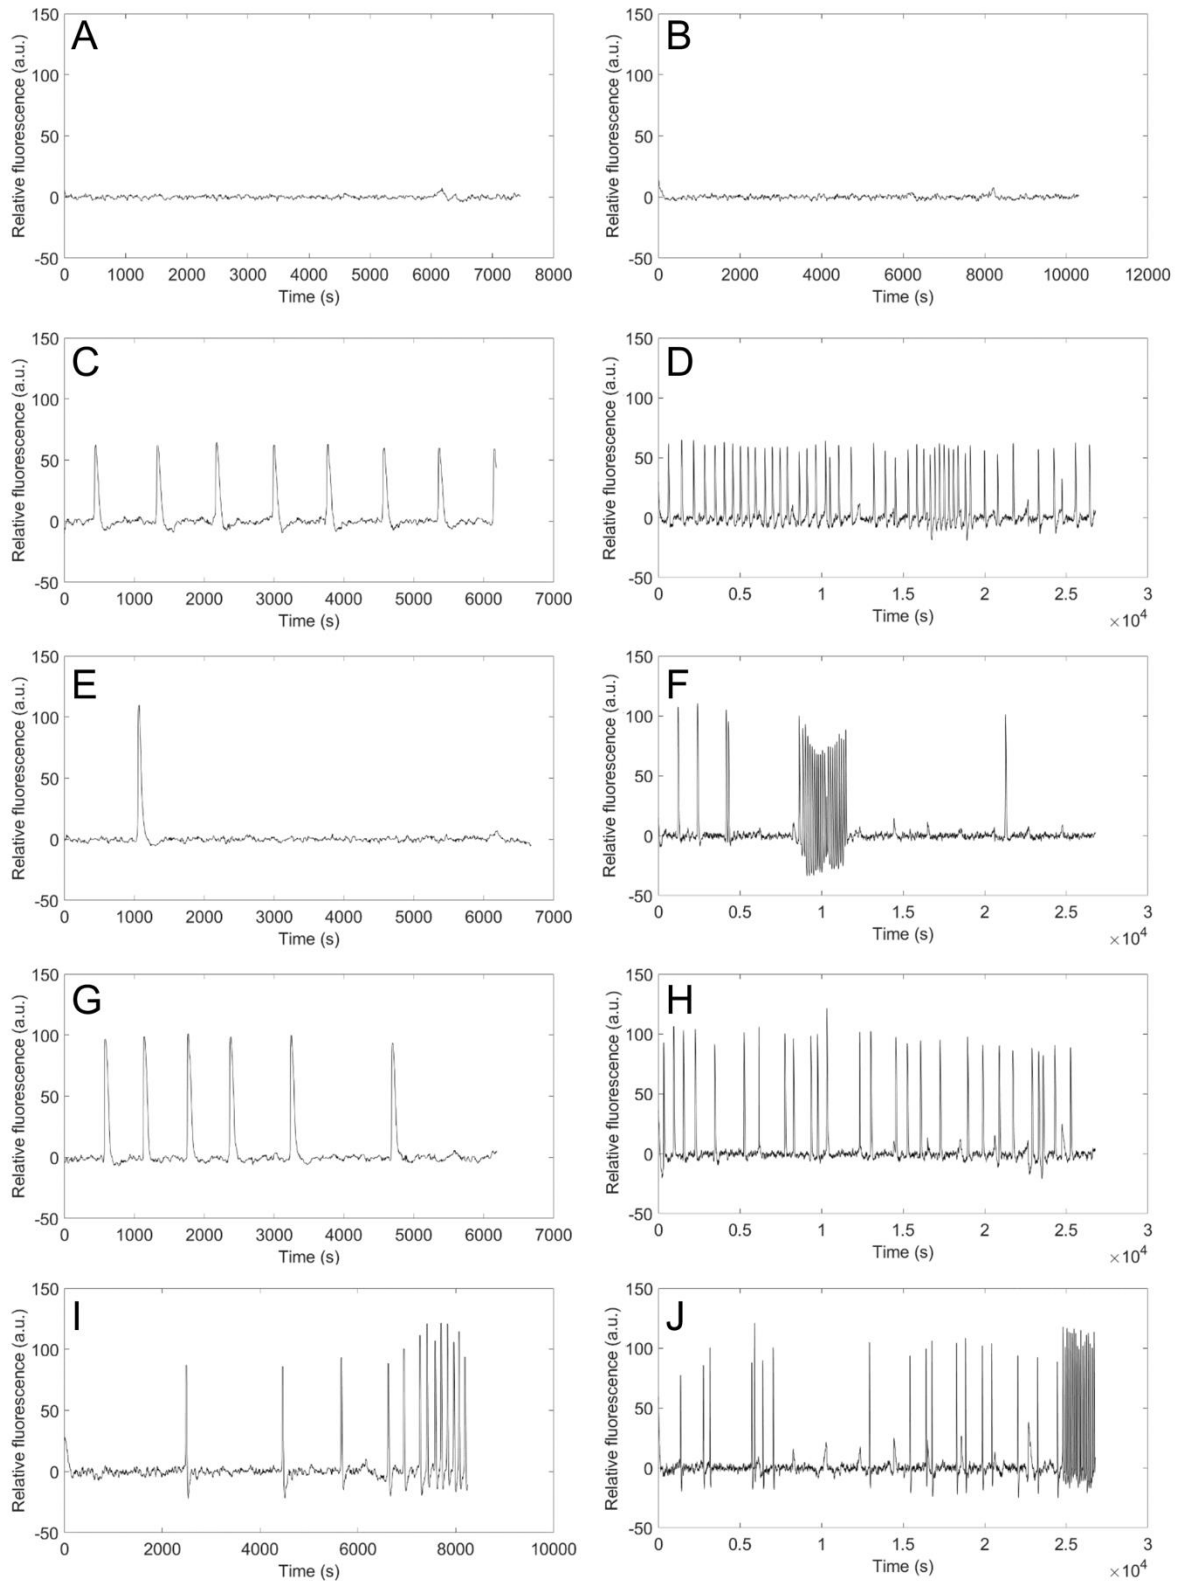 A
Relative fluorescence (a.u.)
150
100
50
0
-50
0 1000 2000 3000 4000 5000 6000 7000 8000
Time (s)
B
Relative fluorescence (a.u.)
150
100
50
0
-50
0 2000 4000 6000 8000 10000 12000
Time (s)
C
Relative fluorescence (a.u.)
150
100
50
0
-50
0 1000 2000 3000 4000 5000 6000 7000
Time (s)
D
Relative fluorescence (a.u.)
150
100
50
0
-50
0 0.5 1 1.5 2 2.5 3
Time (s)
×10⁴
E
Relative fluorescence (a.u.)
150
100
50
0
-50
0 1000 2000 3000 4000 5000 6000 7000
Time (s)
F
Relative fluorescence (a.u.)
150
100
50
0
-50
0 0.5 1 1.5 2 2.5 3
Time (s)
×10⁴
G
Relative fluorescence (a.u.)
150
100
50
0
-50
0 1000 2000 3000 4000 5000 6000 7000
Time (s)
H
Relative fluorescence (a.u.)
150
100
50
0
-50
0 0.5 1 1.5 2 2.5 3
Time (s)
×10⁴
I
Relative fluorescence (a.u.)
150
100
50
0
-50
0 2000 4000 6000 8000 10000
Time (s)
J
Relative fluorescence (a.u.)
150
100
50
0
-50
0 0.5 1 1.5 2 2.5 3
Time (s)
×10⁴